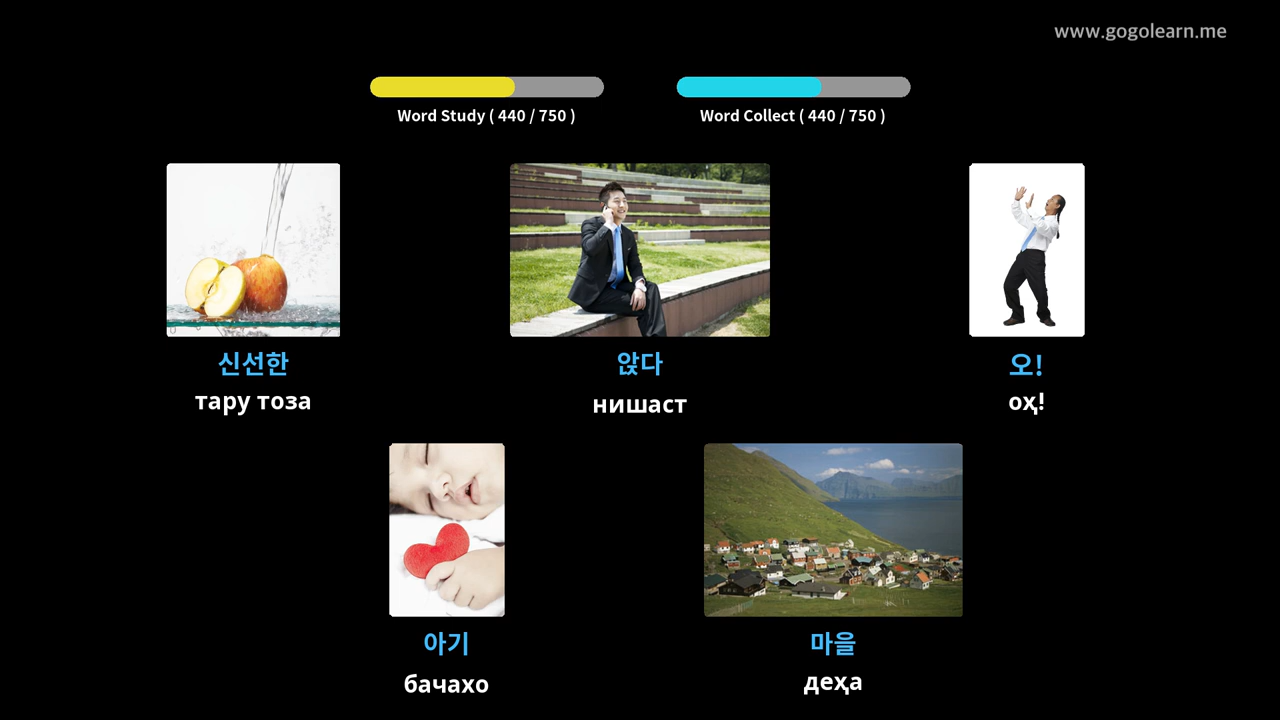 www.gogolearn.me
Word Study ( 440 / 750 )
Word Collect ( 440 / 750 )
신선한
тару тоза
앉다
нишаст
오!
оҳ!
아기
бачахо
마을
деҳа